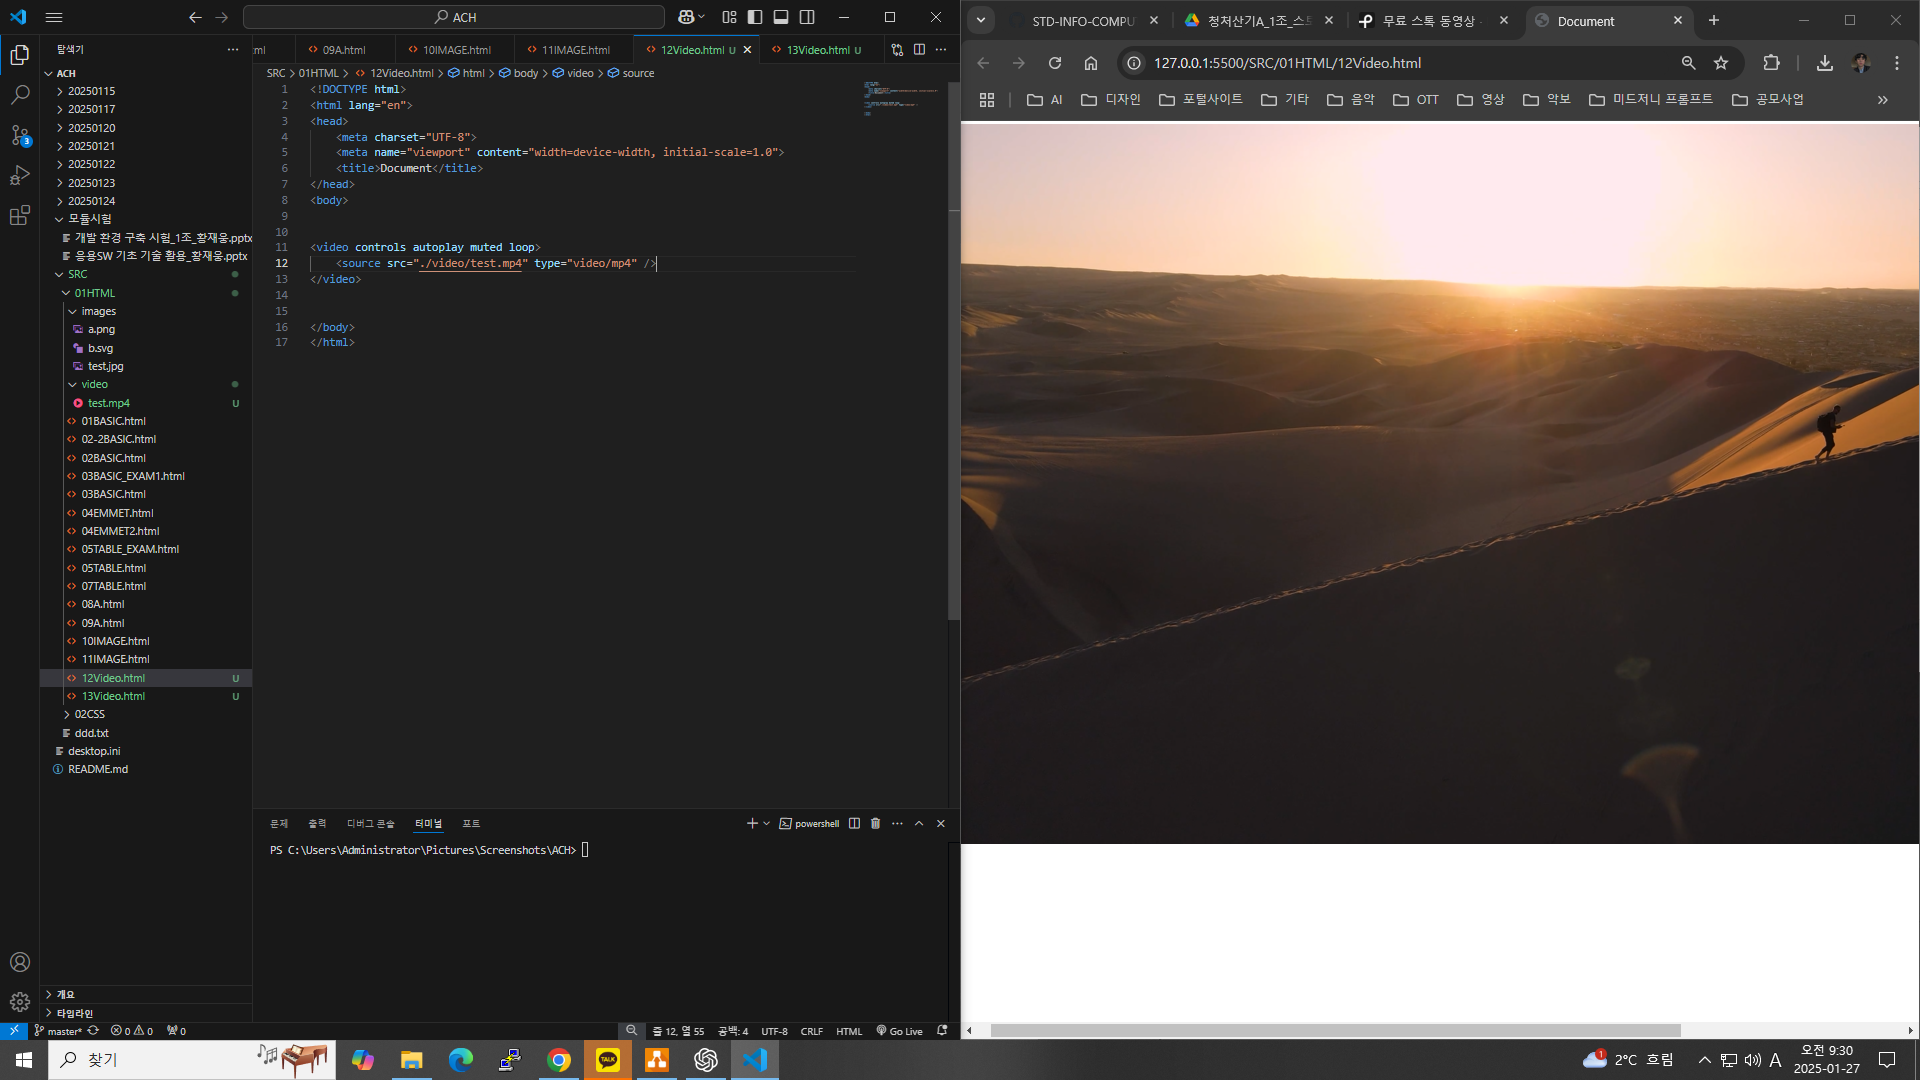 ACH
ml
09A.html
10IMAGE.html
11IMAGE.html
12Video.html U
13Video.html U
탐색기
SRC > 01HTML > 12Video.html > html > body > video > source
ACH
20250115
20250117
20250120
20250121
20250122
20250123
20250124
모듈시험
개발 환경 구축 시험_1조_황재웅.pptx
응용SW 기초 기술 활용_황재웅.pptx
SRC
01HTML
images
a.png
b.svg
test.jpg
video
test.mp4 U
01BASIC.html
02-2BASIC.html
02BASIC.html
03BASIC_EXAM1.html
03BASIC.html
04EMMET.html
04EMMET2.html
05TABLE_EXAM.html
05TABLE.html
07TABLE.html
08A.html
09A.html
10IMAGE.html
11IMAGE.html
12Video.html U
13Video.html U
02CSS
ddd.txt
desktop.ini
README.md
개요
타임라인
3
1 <!DOCTYPE html>
2 <html lang="en">
3 <head>
4 <meta charset="UTF-8">
5 <meta name="viewport" content="width=device-width, initial-scale=1.0">
6 <title>Document</title>
7 </head>
8 <body>
9
10
11 <video controls autoplay muted loop>
12 <source src="./video/test.mp4" type="video/mp4" />
13 </video>
14
15
16 </body>
17 </html>
문제 출력 디버그 콘솔 터미널 포트
powershell
PS C:\Users\Administrator\Pictures\Screenshots\ACH>
master* 0 0 0
줄 12, 열 55 공백: 4 UTF-8 CRLF HTML Go Live
STD-INFO-COMPU
청처산기A_1조_스
무료 스톡 동영상
Document
127.0.0.1:5500/SRC/01HTML/12Video.html
AI 디자인 포털사이트 기타 음악 OTT 영상 악보 미드저니 프롬프트 공모사업
찾기
TALK
1
2°C 흐림
A
오전 9:30
2025-01-27